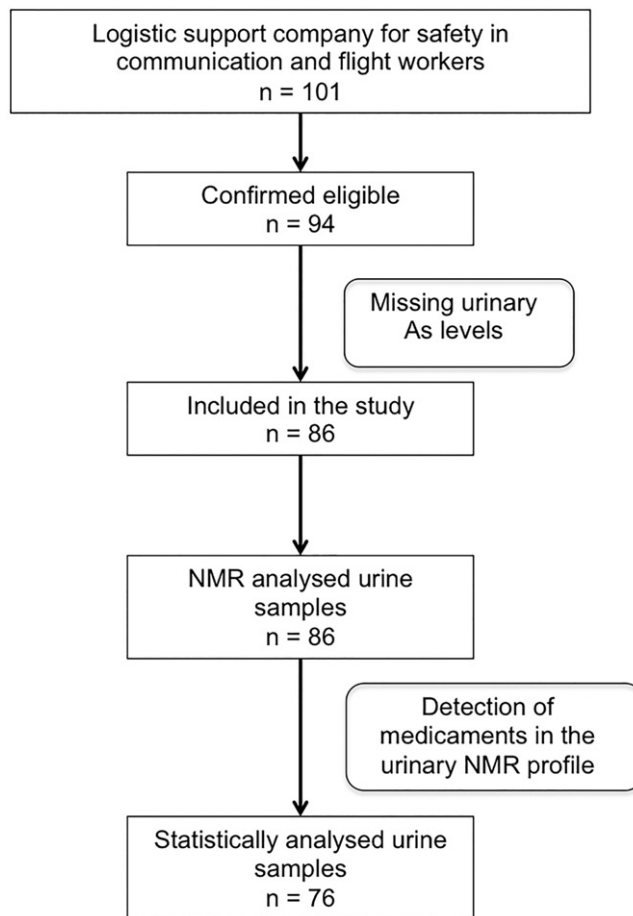 Logistic support company for safety in
communication and flight workers
n = 101
Confirmed eligible
n = 94
Missing urinary
As levels
Included in the study
n = 86
NMR analysed urine
samples
n = 86
Detection of
medicaments in the
urinary NMR profile
Statistically analysed urine
samples
n = 76